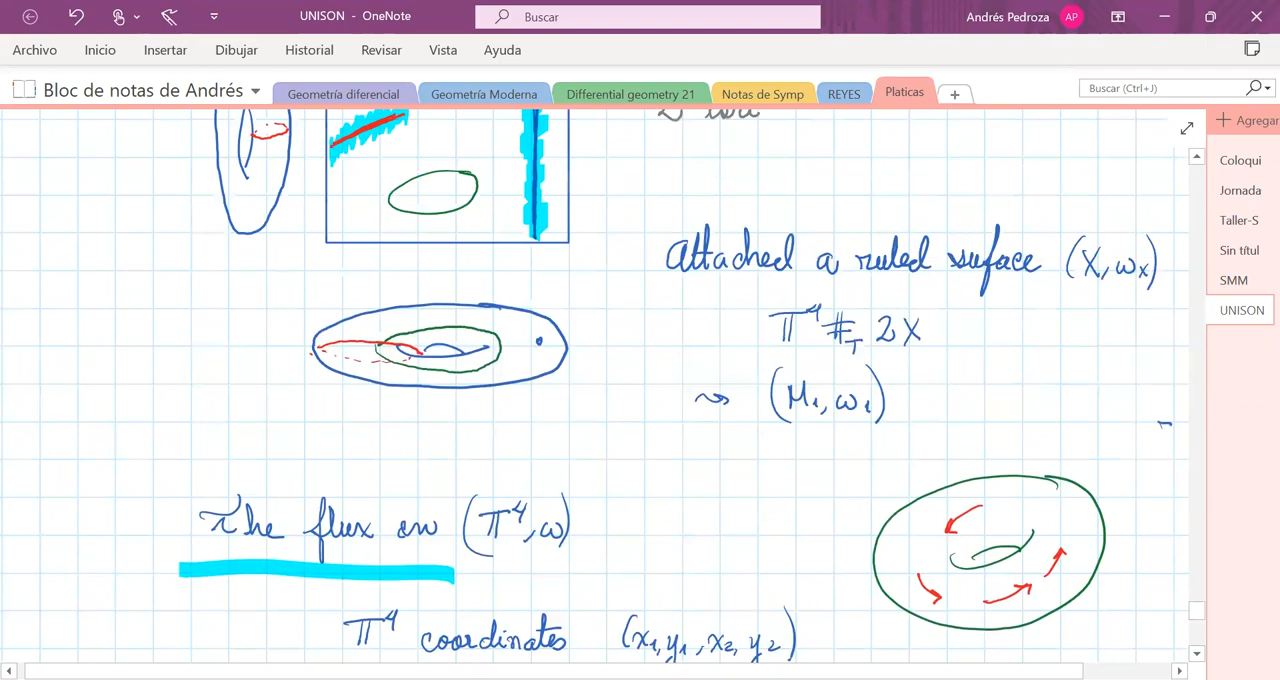 UNISON - OneNote
Buscar
Andrés Pedroza
AP
Archivo Inicio Insertar Dibujar Historial Revisar Vista Ayuda
Bloc de notas de Andrés
Geometría diferencial
Geometría Moderna
Differential geometry 21
Notas de Symp
REYES
Platicas
Buscar (Ctrl+J)
Agregar
Coloqui
Jornada
Taller-S
Sin títul
SMM
UNISON
Attached a ruled suface (X, ω_X)
𝕋⁴ #_T 2X
⇝ (M₁, ω₁)
The flux on (𝕋⁴, ω)
𝕋⁴ coordinates (x₁, y₁, x₂, y₂)